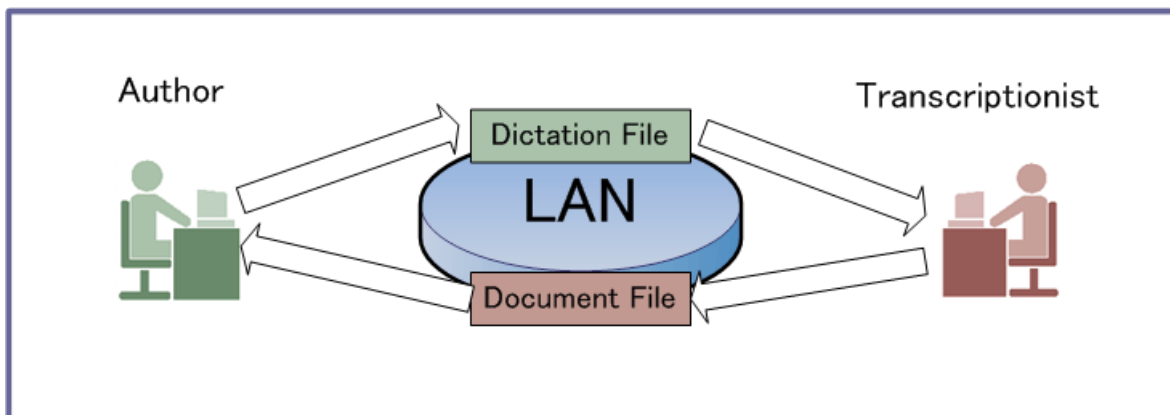 Author
Transcriptionist
Dictation File
LAN
Document File